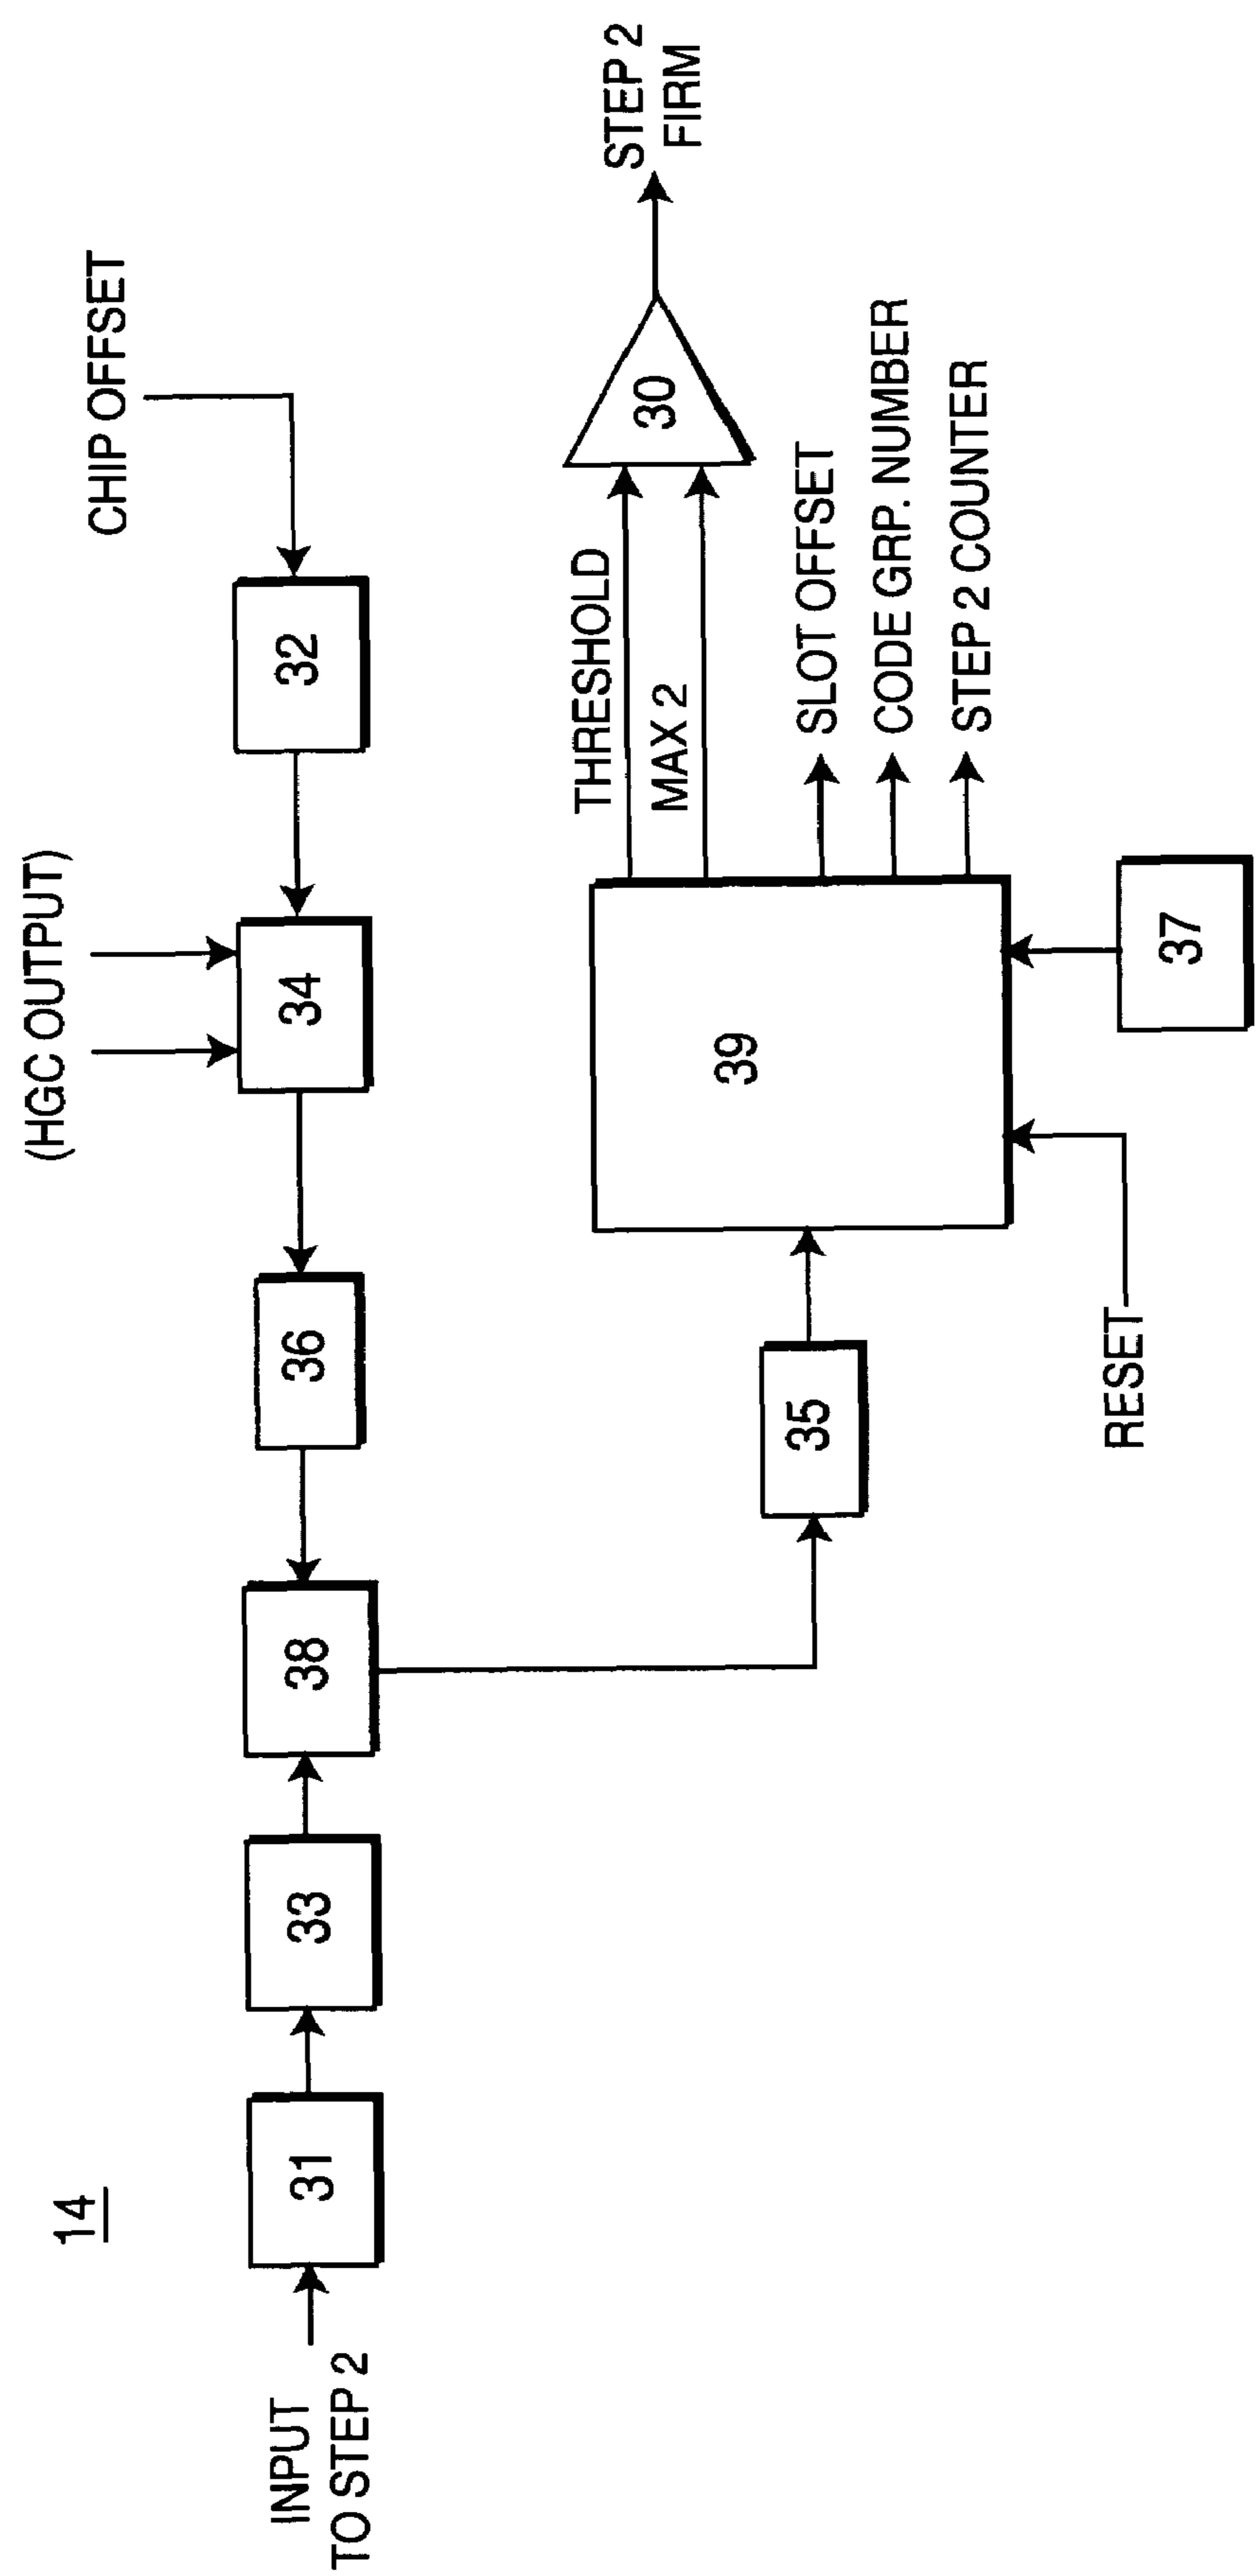 14
(HGC OUTPUT)
CHIP OFFSET
INPUT
TO STEP 2
31
33
38
36
34
32
THRESHOLD
MAX 2
30
STEP 2
FIRM
35
39
SLOT OFFSET
CODE GRP. NUMBER
STEP 2 COUNTER
RESET
37